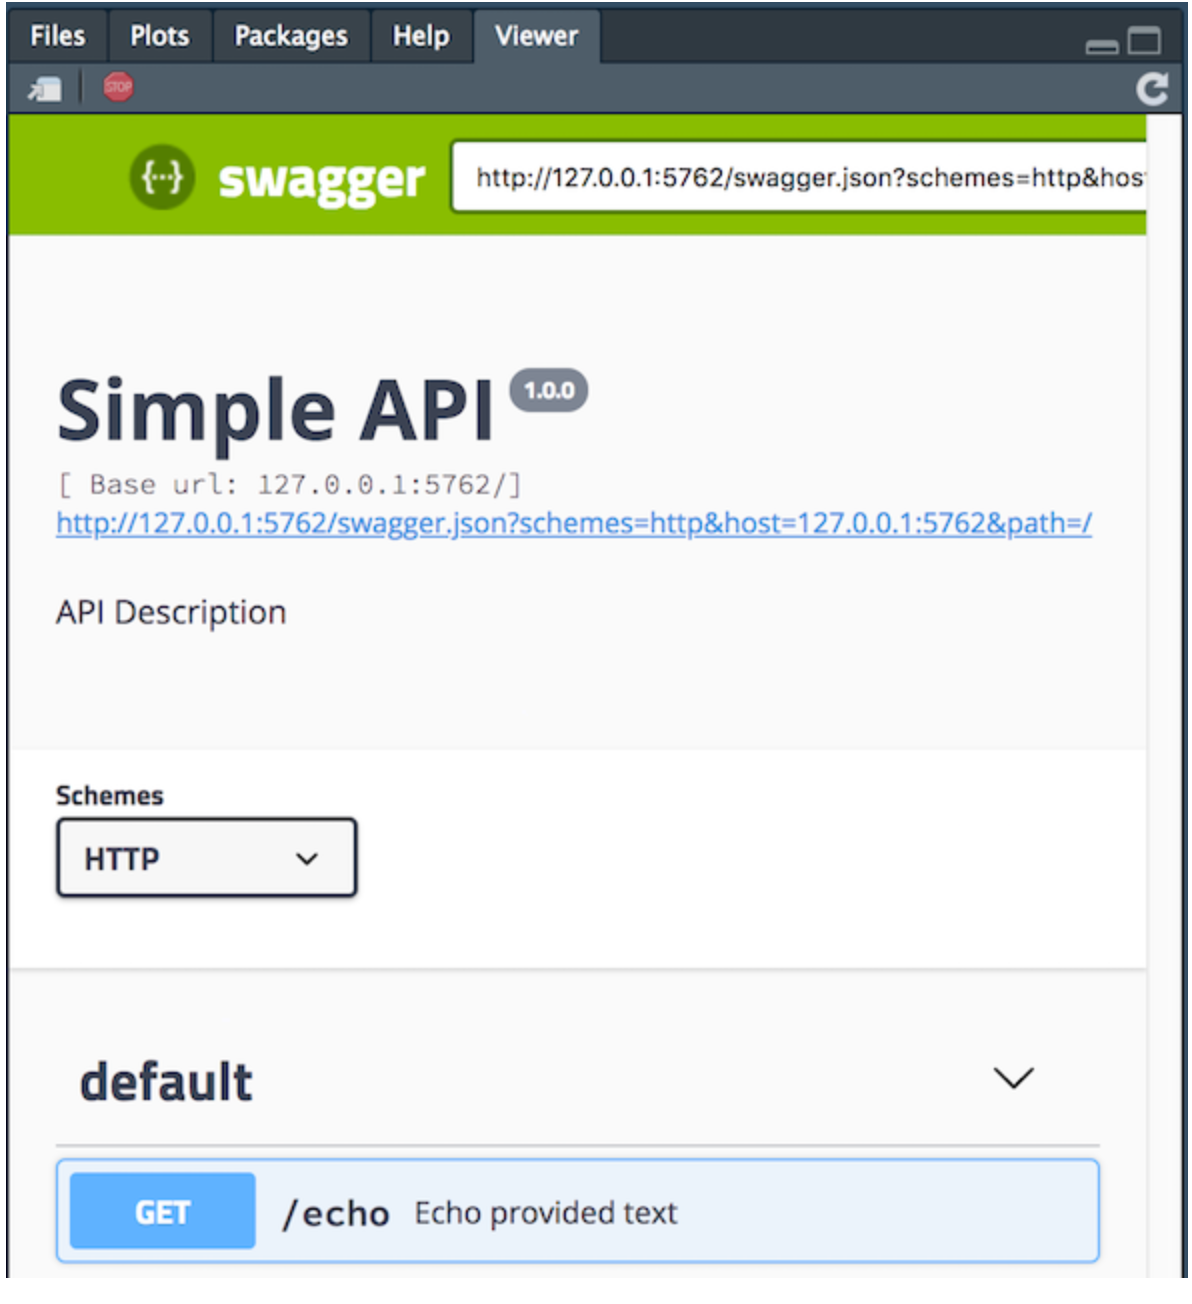 Files Plots Packages Help Viewer
STOP
{···} swagger http://127.0.0.1:5762/swagger.json?schemes=http&hos
Simple API 1.0.0
[ Base url: 127.0.0.1:5762/]
http://127.0.0.1:5762/swagger.json?schemes=http&host=127.0.0.1:5762&path=/
API Description
Schemes
HTTP
default
GET /echo Echo provided text